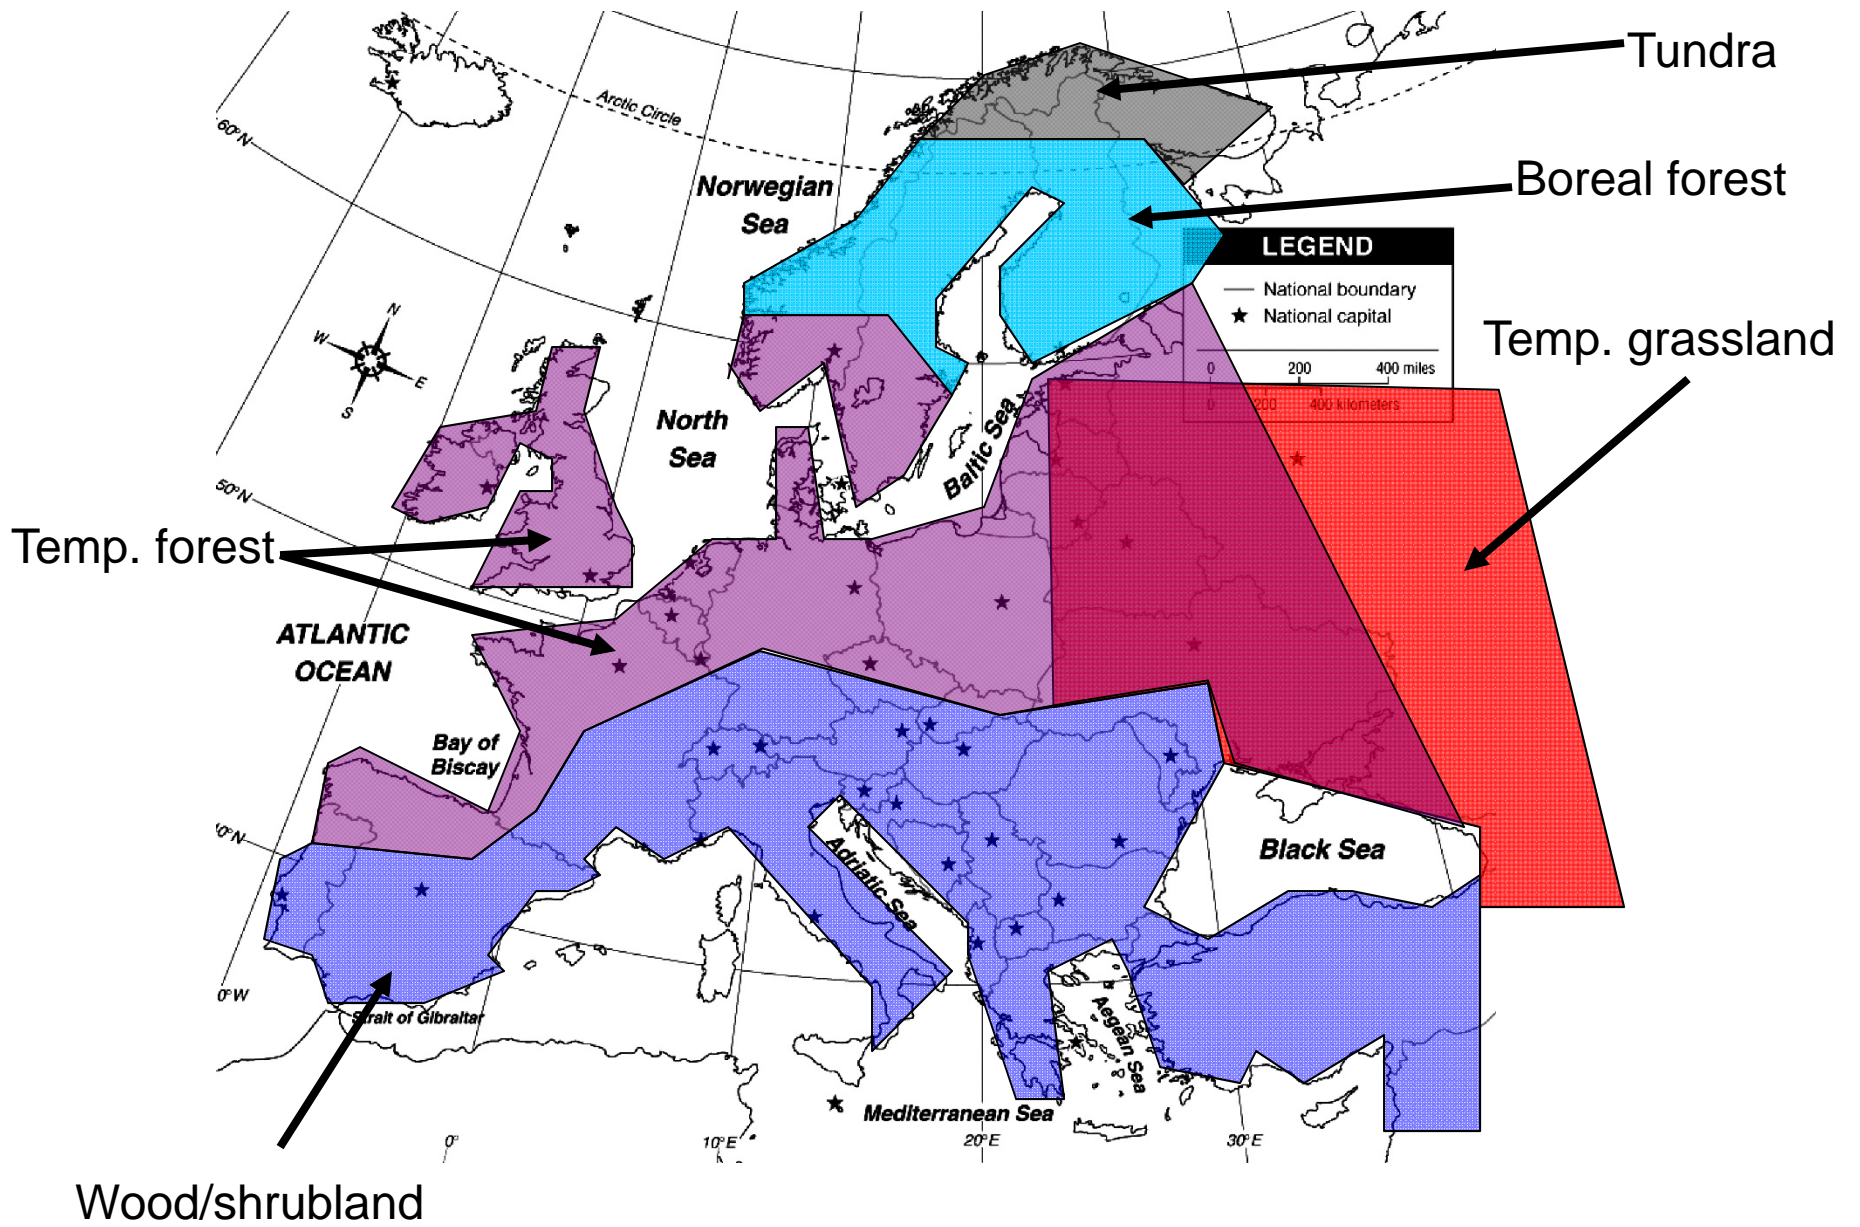 Tundra
Arctic Circle
60°N
Norwegian
Sea
Boreal forest
LEGEND
National boundary
National capital
0 200 400 miles
0 200 400 kilometers
Temp. grassland
N
W
E
S
North
Sea
Baltic Sea
50°N
Temp. forest
ATLANTIC
OCEAN
Bay of
Biscay
Adriatic Sea
Black Sea
0°N
0°W
Strait of Gibraltar
Aegean Sea
Mediterranean Sea
0°
10°E
20°E
30°E
Wood/shrubland